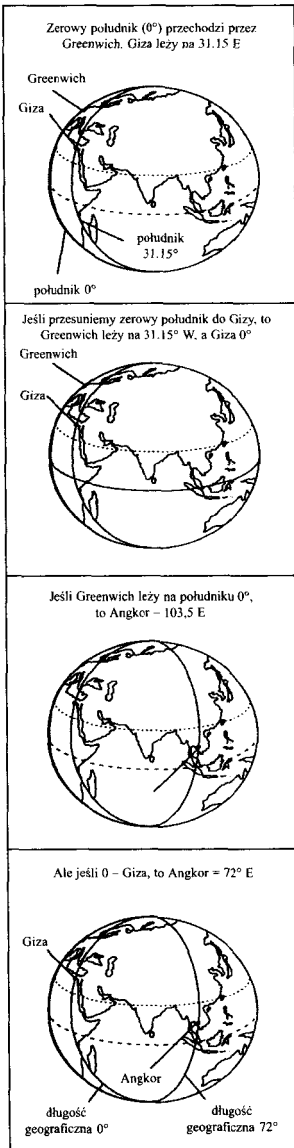 Zerowy południk (0°) przechodzi przez
Greenwich. Giza leży na 31.15 E
Greenwich
Giza
południk
31.15°
południk 0°
Jeśli przesuniemy zerowy południk do Gizy, to
Greenwich leży na 31.15° W, a Giza 0°
Greenwich
Giza
Jeśli Greenwich leży na południku 0°,
to Angkor – 103,5 E
Ale jeśli 0 – Giza, to Angkor = 72° E
Giza
Angkor
długość
geograficzna 0°
długość
geograficzna 72°